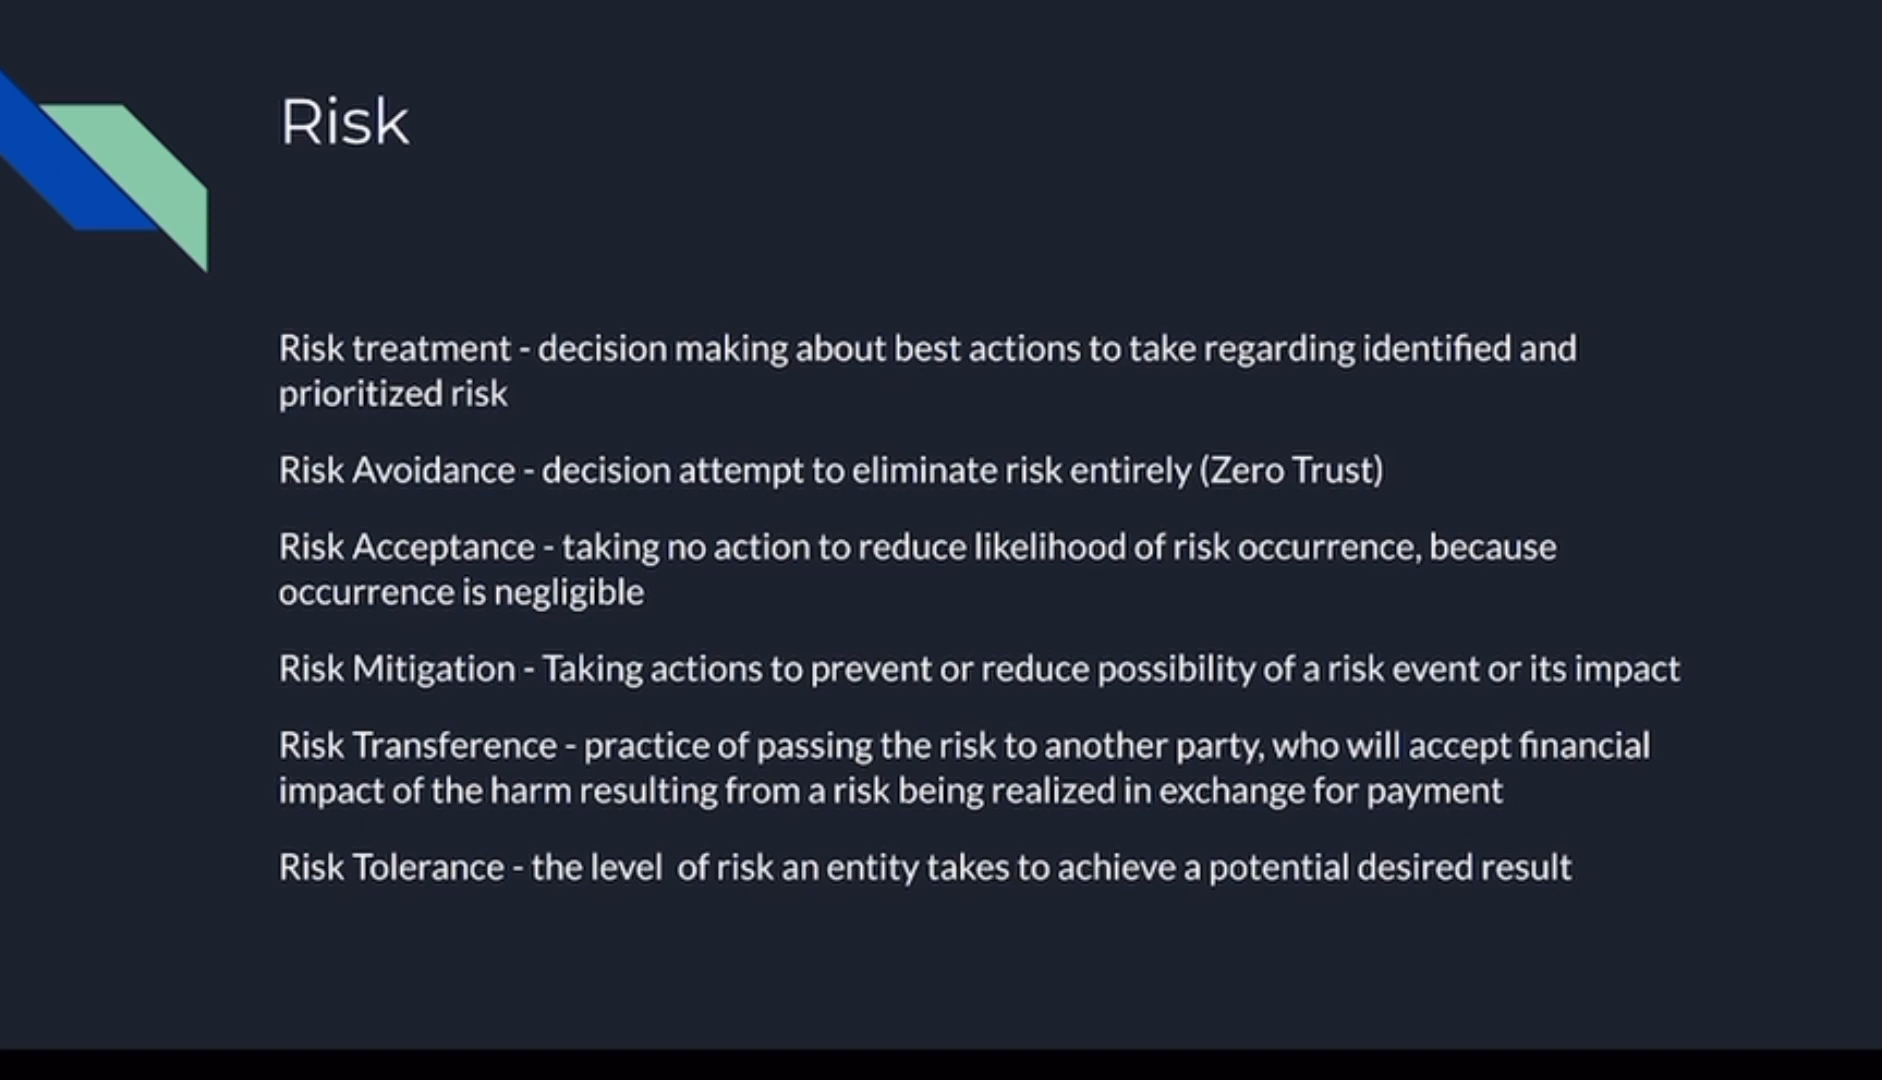 Risk
Risk treatment - decision making about best actions to take regarding identified and
prioritized risk
Risk Avoidance - decision attempt to eliminate risk entirely (Zero Trust)
Risk Acceptance - taking no action to reduce likelihood of risk occurrence, because
occurrence is negligible
Risk Mitigation - Taking actions to prevent or reduce possibility of a risk event or its impact
Risk Transference - practice of passing the risk to another party, who will accept financial
impact of the harm resulting from a risk being realized in exchange for payment
Risk Tolerance - the level  of risk an entity takes to achieve a potential desired result